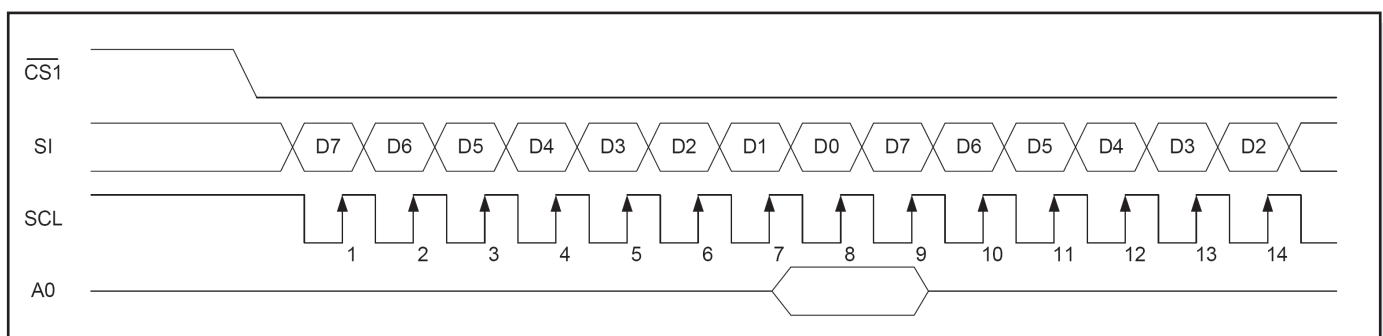 C̅S̅1̅
SI D7 D6 D5 D4 D3 D2 D1 D0 D7 D6 D5 D4 D3 D2
SCL
1 2 3 4 5 6 7 8 9 10 11 12 13 14
A0